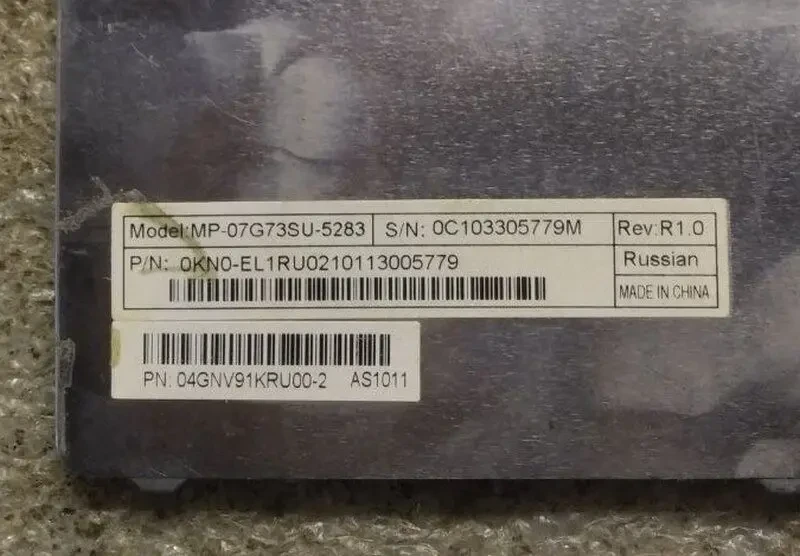 Model:MP-07G73SU-5283 S/N: 0C103305779M Rev:R1.0
P/N: 0KN0-EL1RU0210113005779 Russian
MADE IN CHINA
PN: 04GNV91KRU00-2 AS1011